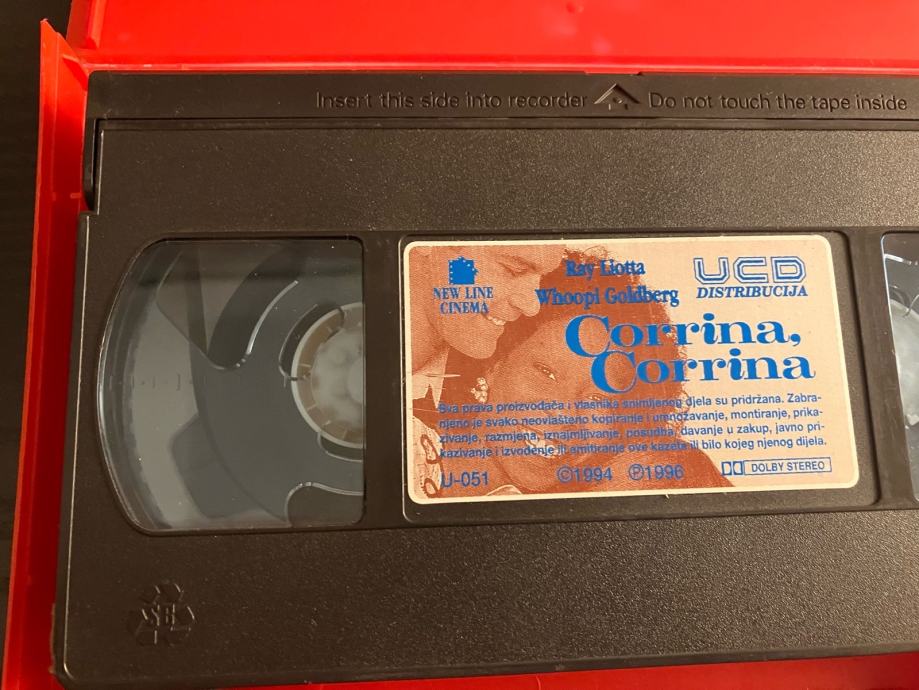 Insert this side into recorder Do not touch the tape inside
NEW LINE
CINEMA
Ray Liotta
Whoopi Goldberg
UCD
DISTRIBUCIJA
Corrina,
Corrina
Sva prava proizvođača i vlasnika snimljenog djela su pridržana. Zabra-
njeno je svako neovlašteno kopiranje i umnožavanje, montiranje, prika-
zivanje, razmjena, iznajmljivanje, posudba, davanje u zakup, javno pri-
kazivanje i izvođenje ili emitiranje ove kazete ili bilo kojeg njenog dijela.
U-051 ©1994 ℗1996 DOLBY STEREO